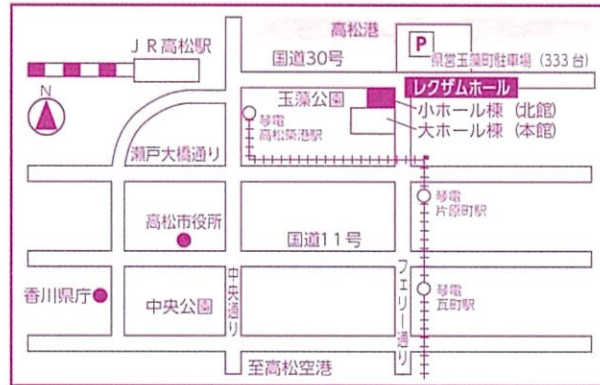 高松港
JR高松駅
国道30号
P
県営玉藻町駐車場（333台）
レクザムホール
玉藻公園
小ホール棟（北館）
大ホール棟（本館）
N
琴電
高松築港駅
瀬戸大橋通り
琴電
片原町駅
高松市役所
国道11号
香川県庁
中央公園
中央通り
フェリー通り
琴電
瓦町駅
至高松空港